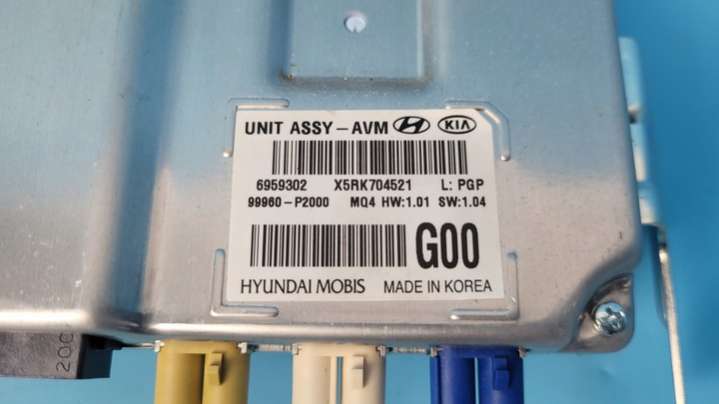 UNIT ASSY-AVM KIA
6959302 X5RK704521 L: PGP
99960-P2000 MQ4 HW:1.01 SW:1.04
G00
HYUNDAI MOBIS MADE IN KOREA